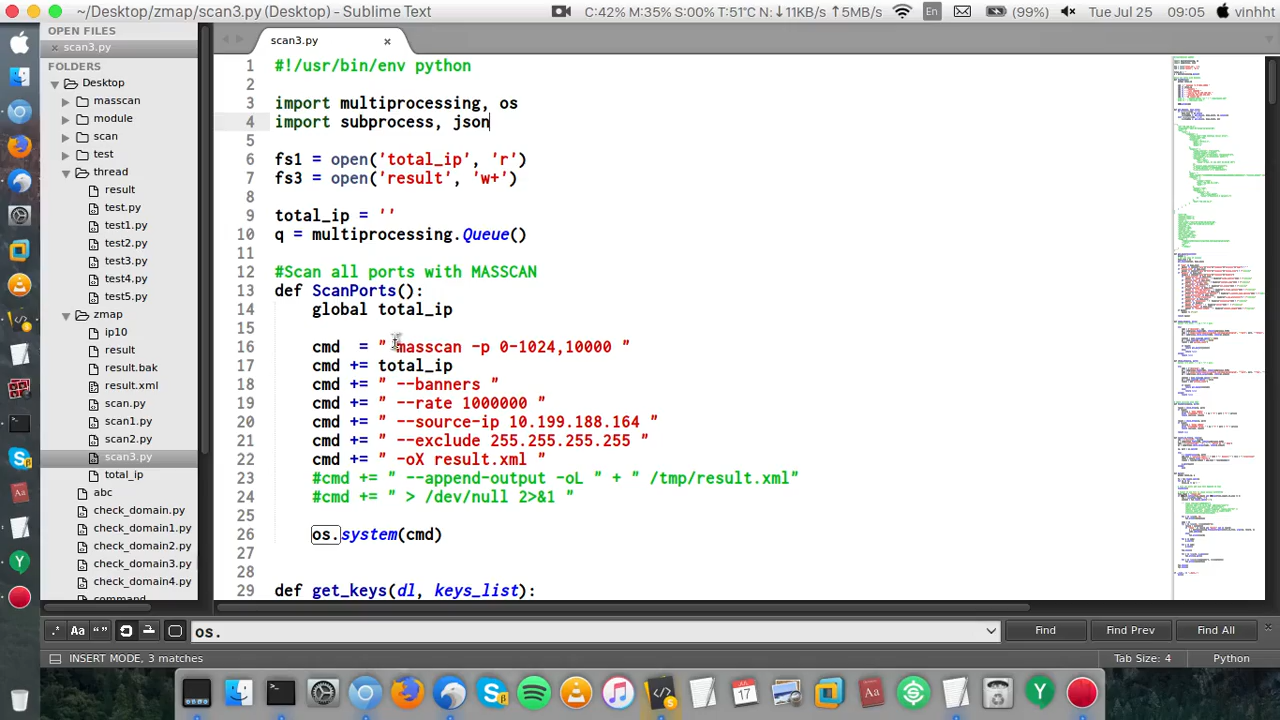 ~/Desktop/zmap/scan3.py (Desktop) - Sublime Text
C:42% M:35% S:00% T:51°C N:↓11KB/s ↑5MB/s
En
(99%)
Tue Jul 25
09:05
vinhht
OPEN FILES
scan3.py
FOLDERS
Desktop
masscan
module
scan
test
thread
result
test.py
test1.py
test2.py
test3.py
test4.py
test5.py
zmap
ip10
result
result.bak
result.xml
scan.py
scan1.py
scan2.py
scan3.py
total_ip
abc
check_domain.py
check_domain1.py
check_domain2.py
check_domain3.py
check_domain4.py
command
scan3.py
1 #!/usr/bin/env python
2
3 import multiprocessing,
4 import subprocess, json
5
6 fs1 = open('total_ip', 'r')
7 fs3 = open('result', 'w+')
8
9 total_ip = ''
10 q = multiprocessing.Queue()
11
12 #Scan all ports with MASSCAN
13 def ScanPorts():
14 global total_ip
15
16 cmd = " masscan -p 0-1024,10000 "
17 cmd += total_ip
18 cmd += " --banners "
19 cmd += " --rate 1000000 "
20 cmd += " --source-ip 10.199.188.164 "
21 cmd += " --exclude 255.255.255.255 "
22 cmd += " -oX result.xml "
23 #cmd += " --append-output -oL " + " /tmp/result.xml"
24 #cmd += " > /dev/null 2>&1 "
25
26 os.system(cmd)
27
28
29 def get_keys(dl, keys_list):
.* Aa “” os. Find Find Prev Find All
INSERT MODE, 3 matches
Tab Size: 4
Python
17